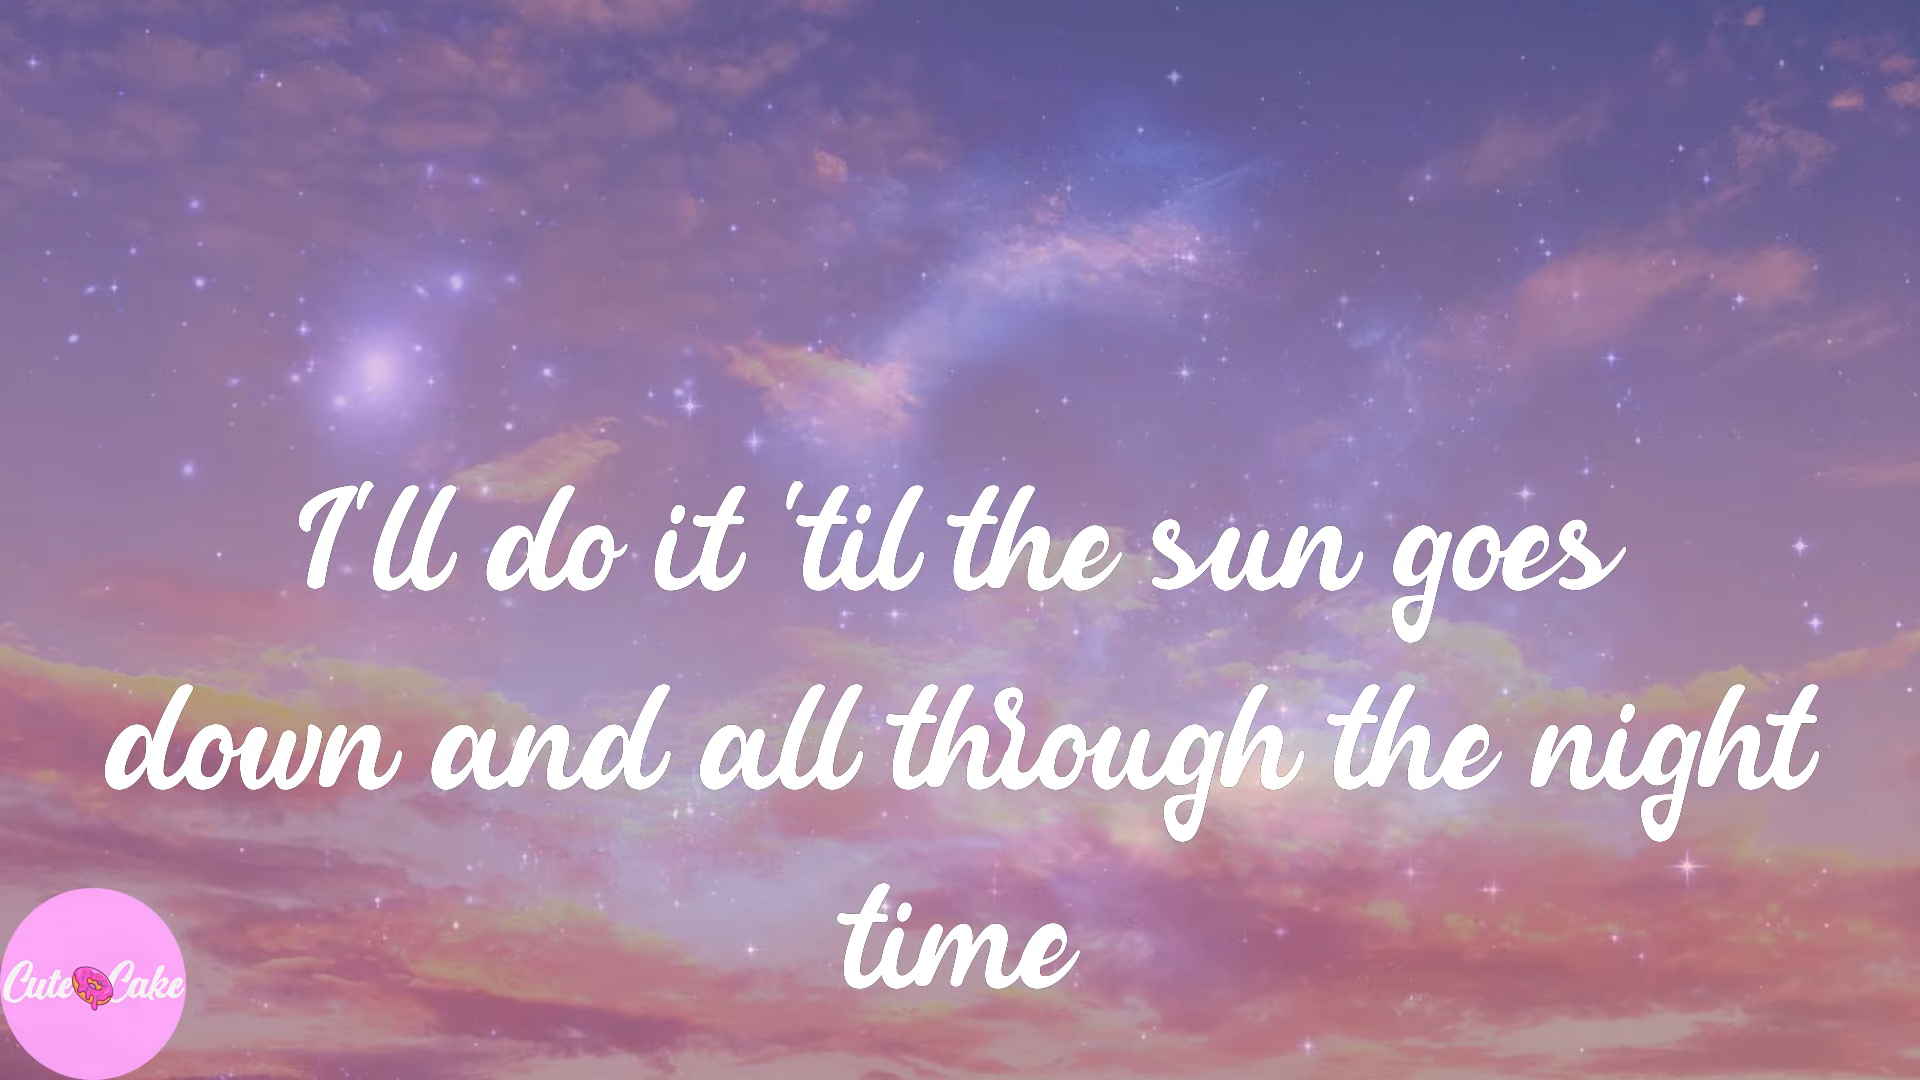 I'll do it 'til the sun goes
down and all through the night
time
Cute Cake